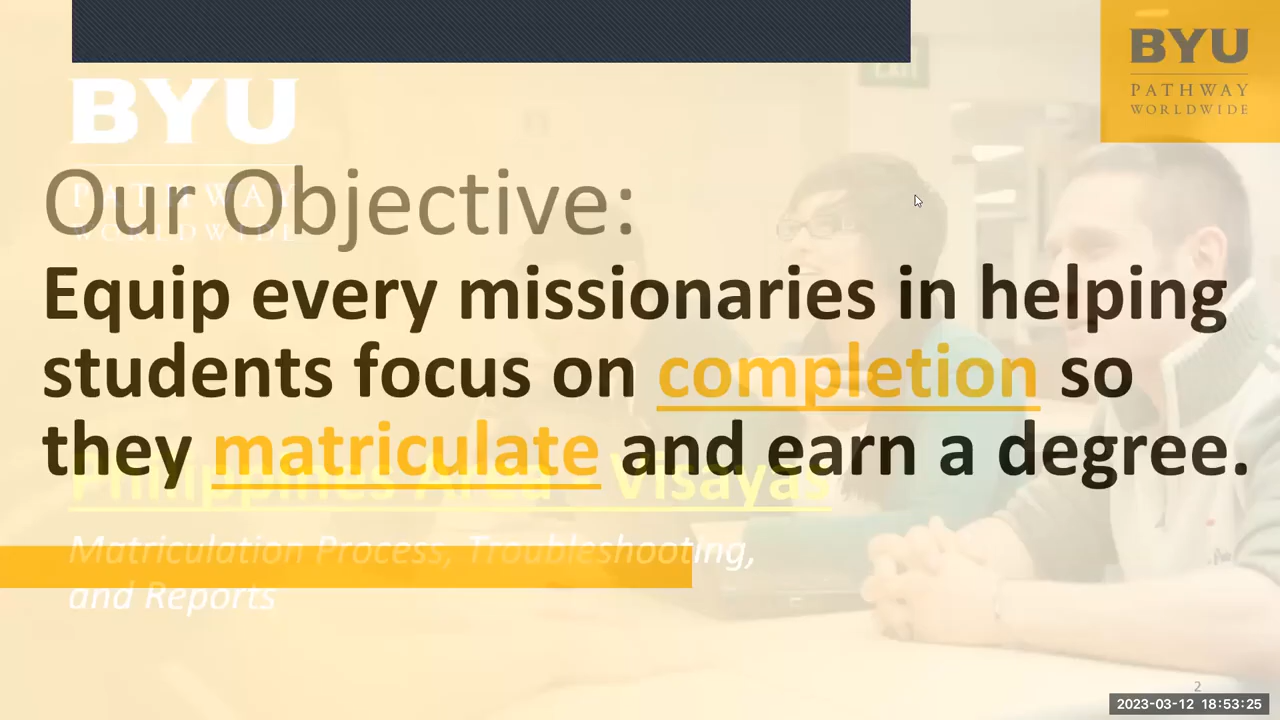 EXIT
BYU
PATHWAY
WORLDWIDE
BYU
PATHWAY
WORLDWIDE
Our Objective:
Equip every missionaries in helping
students focus on completion so
they matriculate and earn a degree.
Philippines Area - Visayas
Matriculation Process, Troubleshooting,
and Reports
2
2023-03-12 18:53:25